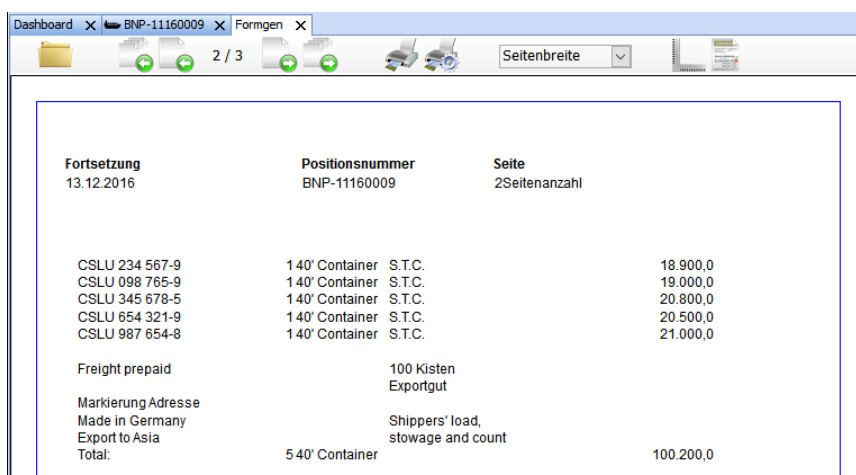 Dashboard BNP-11160009 Formgen
2 / 3 Seitenbreite
Fortsetzung Positionsnummer Seite
13.12.2016 BNP-11160009 2Seitenanzahl
CSLU 234 567-9 1 40' Container S.T.C. 18.900,0
CSLU 098 765-9 1 40' Container S.T.C. 19.000,0
CSLU 345 678-5 1 40' Container S.T.C. 20.800,0
CSLU 654 321-9 1 40' Container S.T.C. 20.500,0
CSLU 987 654-8 1 40' Container S.T.C. 21.000,0
Freight prepaid 100 Kisten
Exportgut
Markierung Adresse
Made in Germany Shippers' load,
Export to Asia stowage and count
Total: 5 40' Container 100.200,0